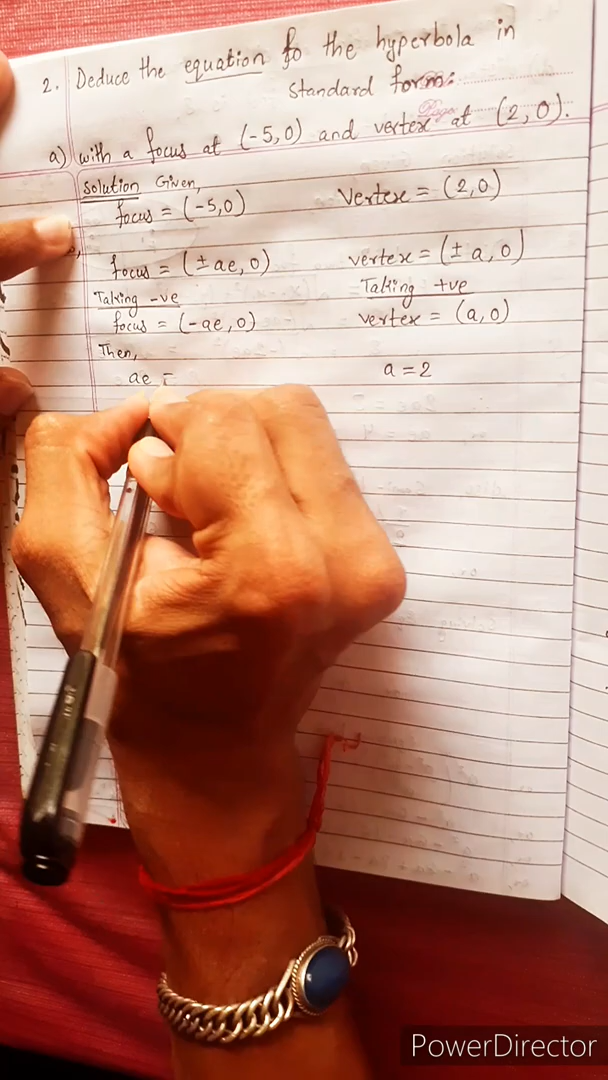 2. Deduce the equation fo the hyperbola in
standard form:
a) with a focus at (-5,0) and vertex at (2,0).
Solution Given,
focus = (-5,0) Vertex = (2,0)
focus = (±ae,0) vertex = (±a,0)
Taking -ve Taking +ve
focus = (-ae,0) vertex = (a,0)
Then,
ae = a = 2
PowerDirector